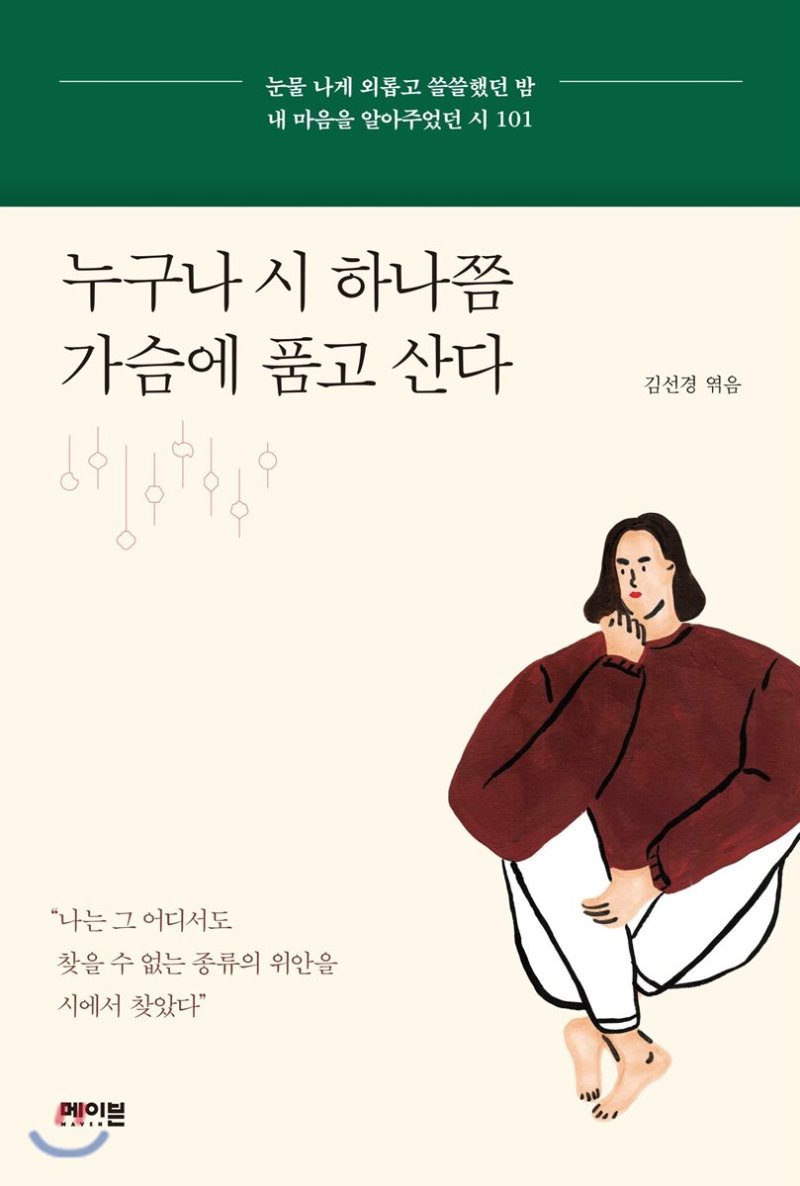 눈물 나게 외롭고 쓸쓸했던 밤
내 마음을 알아주었던 시 101
누구나 시 하나쯤
가슴에 품고 산다
김선경 엮음
“나는 그 어디서도
찾을 수 없는 종류의 위안을
시에서 찾았다”
메이븐
MAVEN